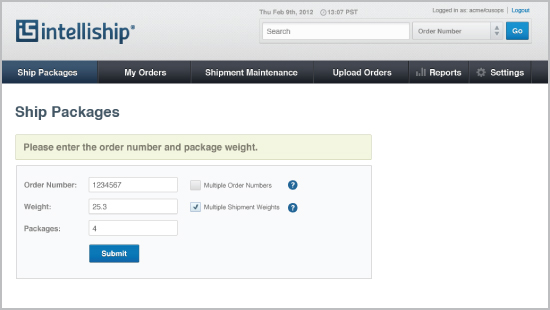 Thu Feb 9th, 2012 13:07 PST
Logged in as: acme/cusops Logout
intelliship®
Search
Order Number
Go
Ship Packages
My Orders
Shipment Maintenance
Upload Orders
Reports
Settings
Ship Packages
Please enter the order number and package weight.
Order Number: 1234567
Multiple Order Numbers ?
Weight: 25.3
Multiple Shipment Weights ?
Packages: 4
Submit